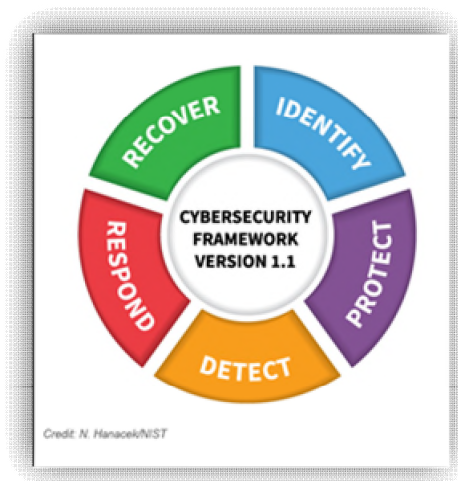 RECOVER
IDENTIFY
PROTECT
DETECT
RESPOND
CYBERSECURITY
FRAMEWORK
VERSION 1.1
Credit: N. Hanacek/NIST